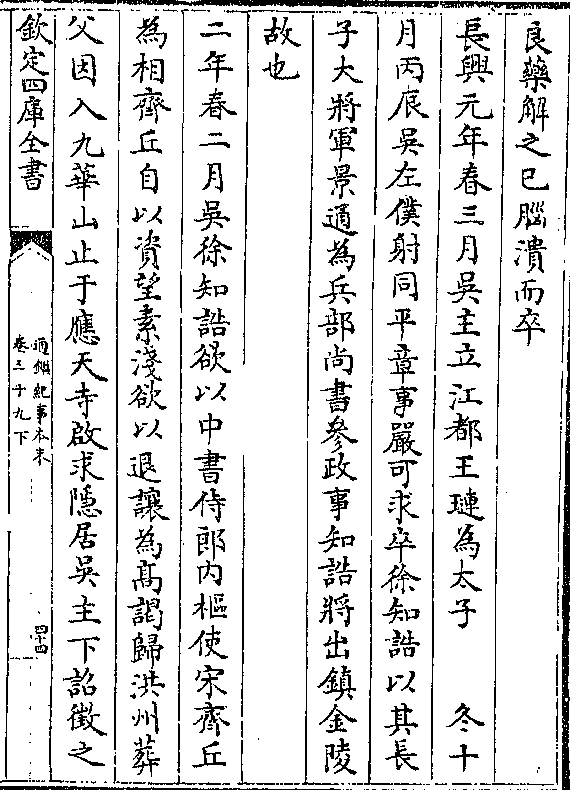 良藥解之已腦潰而卒
長興元年春三月吳主立江都王璉為太子　冬十
月丙辰吳左僕射同平章事嚴可求卒徐知誥以其長
子大將軍景通為兵部尚書參政事知誥將出鎮金陵
故也
二年春二月吳徐知誥欲以中書侍郎內樞使宋齊丘
為相齊丘自以資望素淺欲以退讓為高謁歸洪州葬
父因入九華山止于應天寺啟求隱居吳主下詔徵之
欽定四庫全書
通鑑紀事本末
卷三十九下
四十四